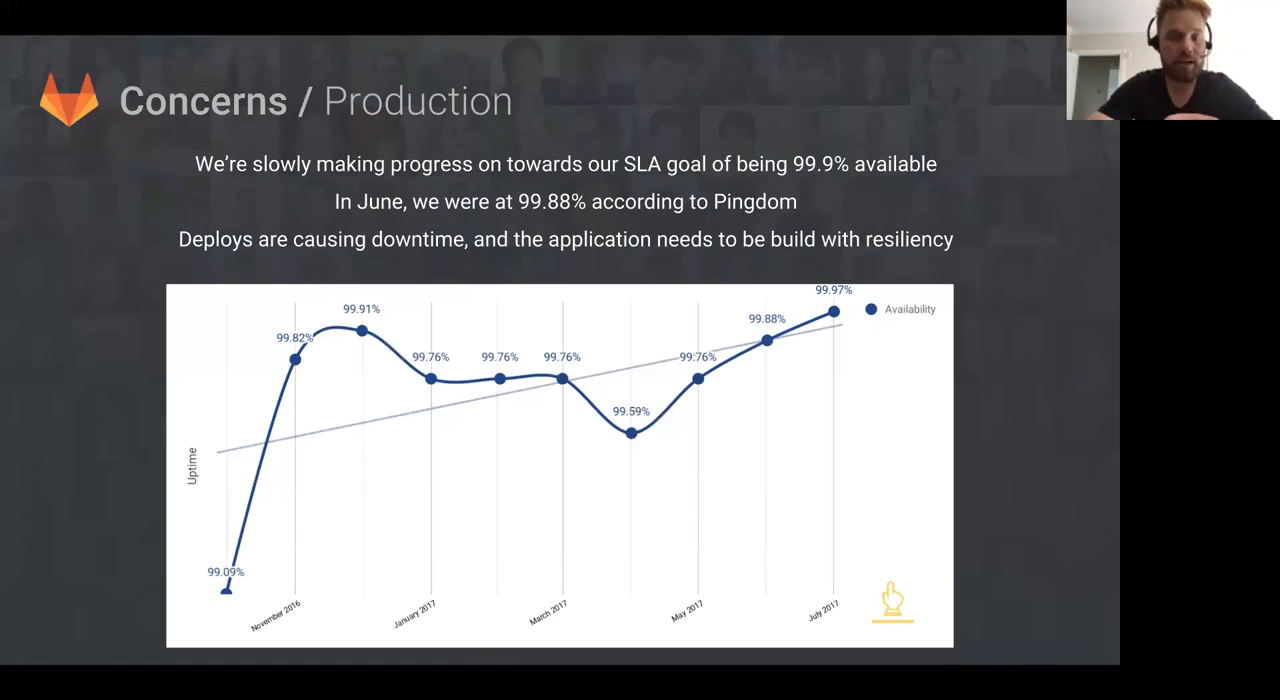 Concerns / Production
We're slowly making progress on towards our SLA goal of being 99.9% available
In June, we were at 99.88% according to Pingdom
Deploys are causing downtime, and the application needs to be build with resiliency
99.97%
99.91%
Availability
99.88%
99.82%
99.76%
99.76%
99.76%
99.76%
99.59%
Uptime
99.09%
November 2016
January 2017
March 2017
May 2017
July 2017